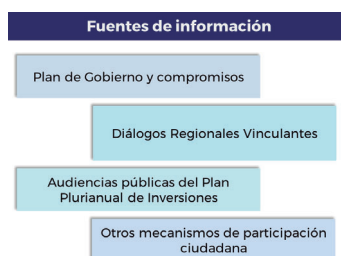 Fuentes de información
Plan de Gobierno y compromisos
Diálogos Regionales Vinculantes
Audiencias públicas del Plan
Plurianual de Inversiones
Otros mecanismos de participación
ciudadana